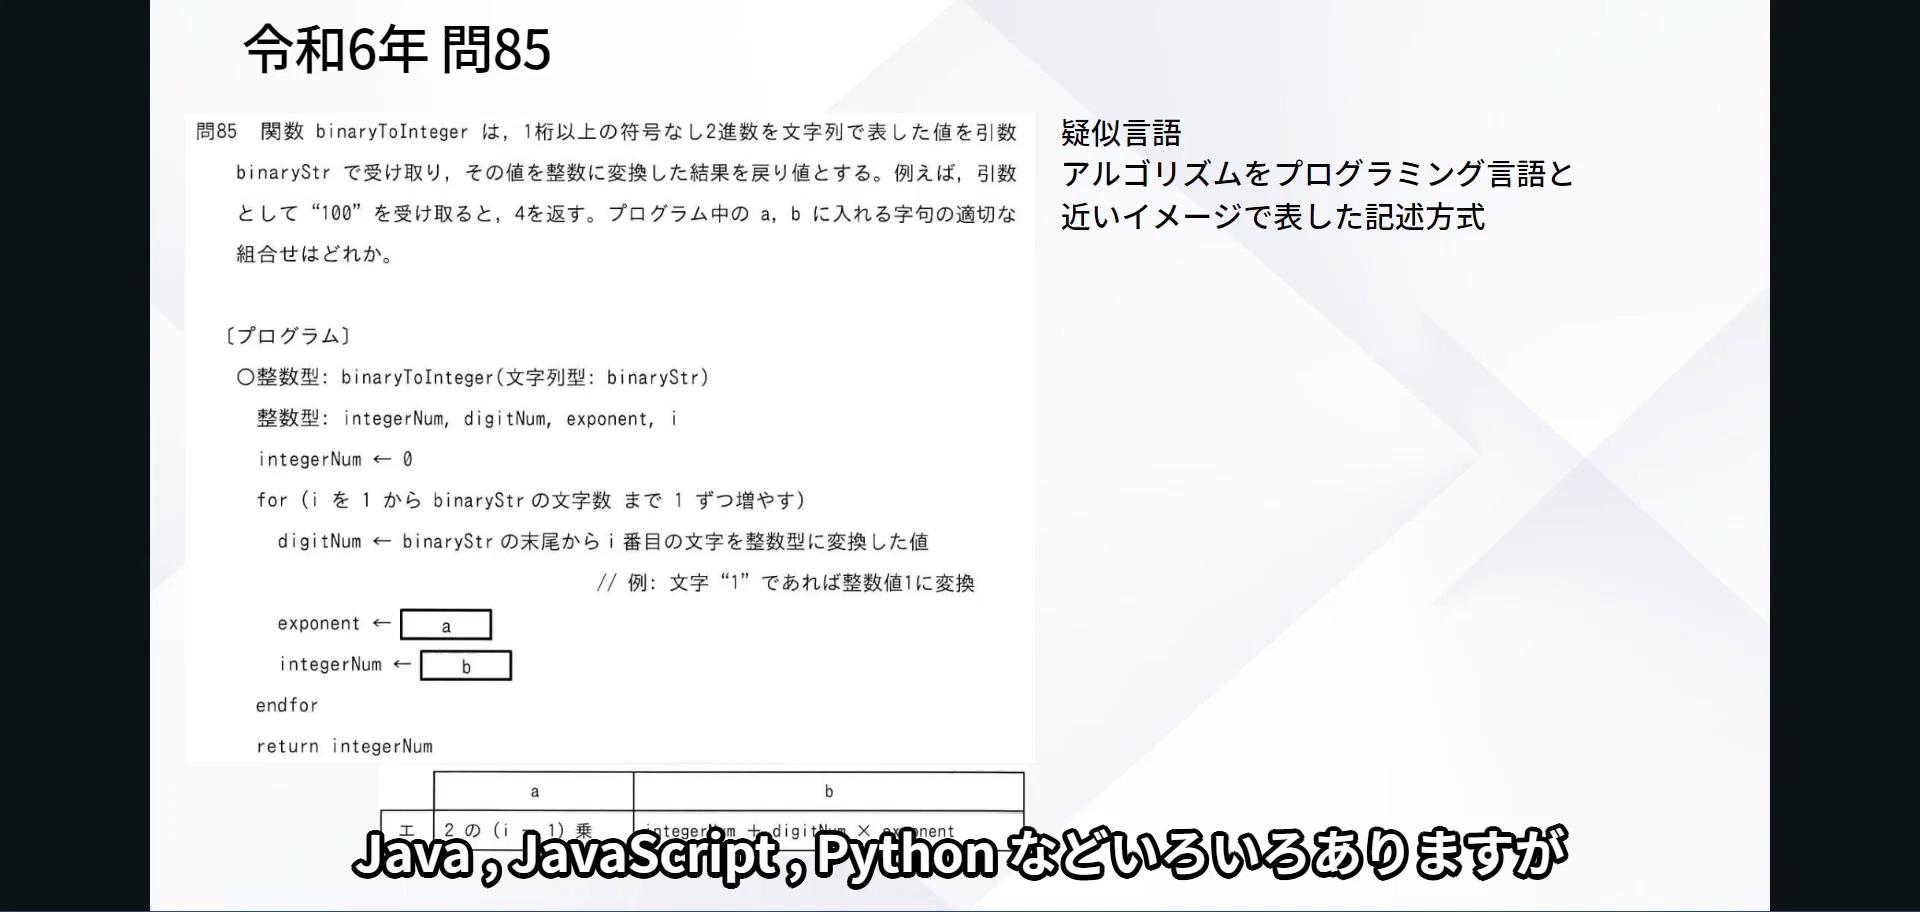 令和6年 問85
問85 関数 binaryToInteger は，1桁以上の符号なし2進数を文字列で表した値を引数
binaryStr で受け取り，その値を整数に変換した結果を戻り値とする。例えば，引数
として “100” を受け取ると，4を返す。プログラム中の a，b に入れる字句の適切な
組合せはどれか。
〔プログラム〕
○整数型: binaryToInteger(文字列型: binaryStr)
整数型: integerNum, digitNum, exponent, i
integerNum ← 0
for (i を 1 から binaryStr の文字数 まで 1 ずつ増やす)
digitNum ← binaryStr の末尾から i 番目の文字を整数型に変換した値
// 例: 文字 “1” であれば整数値1に変換
exponent ← a
integerNum ← b
endfor
return integerNum
a b
エ 2 の (i - 1) 乗 integerNum + digitNum × exponent
疑似言語
アルゴリズムをプログラミング言語と
近いイメージで表した記述方式
Java , JavaScript , Python などいろいろありますが